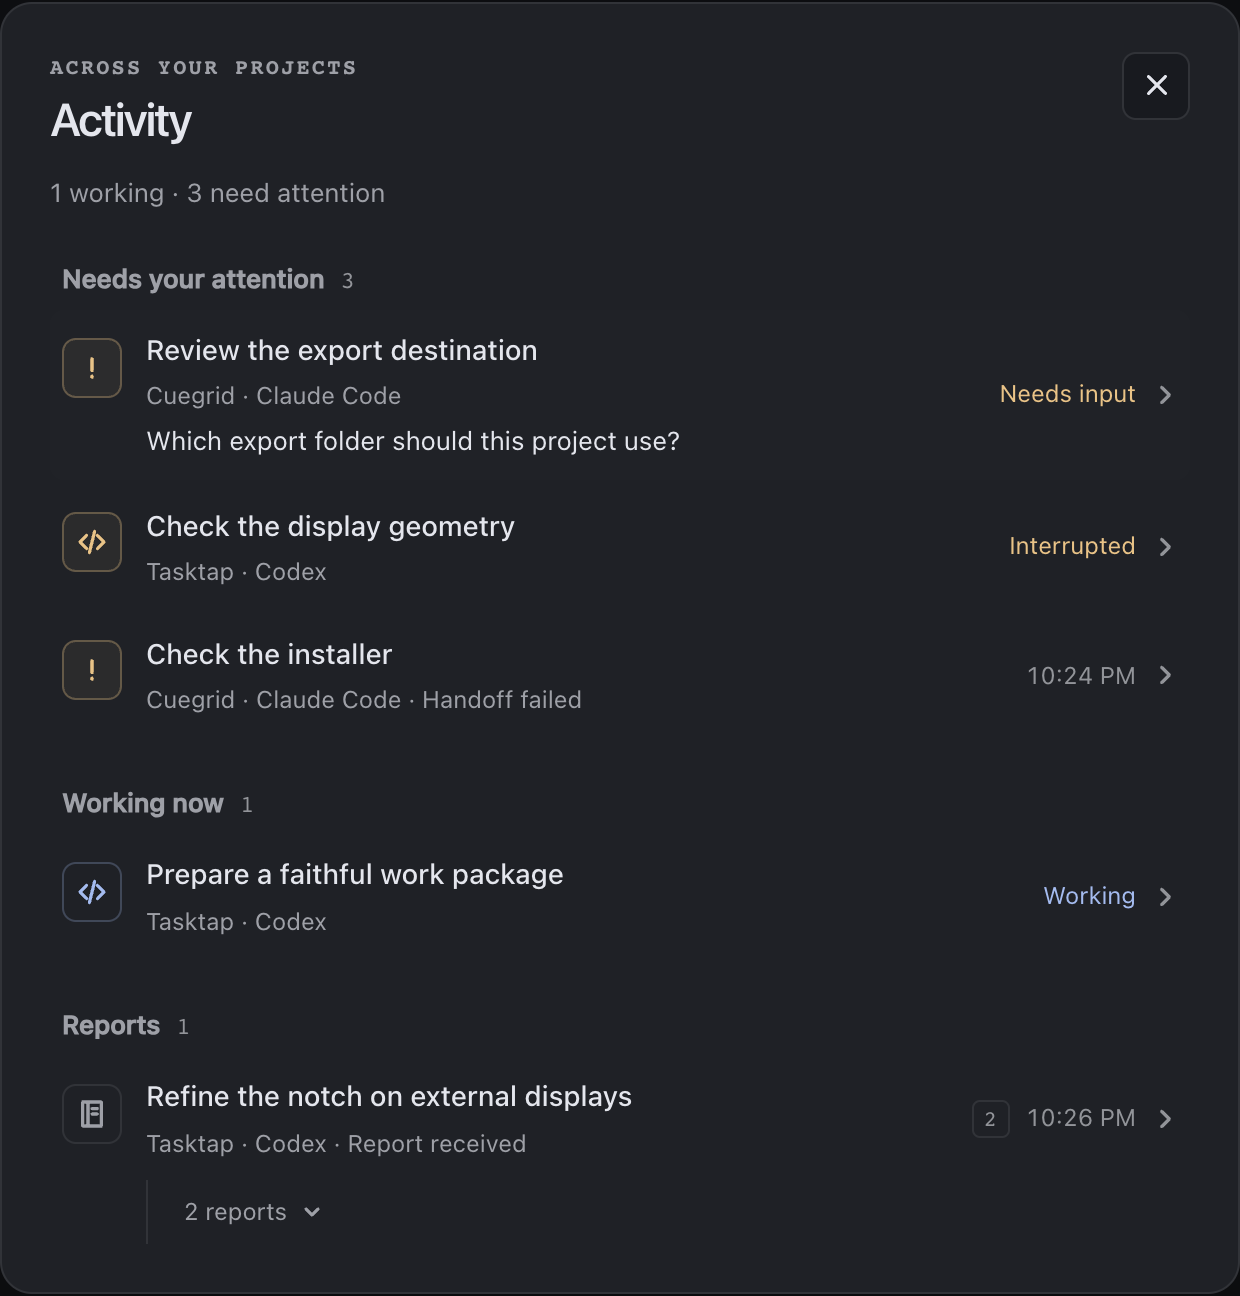 ACROSS YOUR PROJECTS
Activity
1 working · 3 need attention
Needs your attention 3
Review the export destination
Cuegrid · Claude Code
Needs input
Which export folder should this project use?
Check the display geometry
Interrupted
Tasktap · Codex
Check the installer
10:24 PM
Cuegrid · Claude Code · Handoff failed
Working now 1
Prepare a faithful work package
Working
Tasktap · Codex
Reports 1
Refine the notch on external displays
2 10:26 PM
Tasktap · Codex · Report received
2 reports